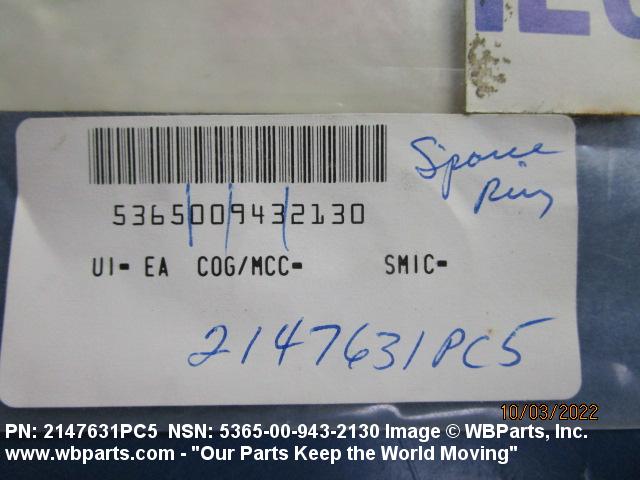 5365009432130
UI- EA COG/MCC- SMIC-
Space
Ring
2147631PC5
10/03/2022
PN: 2147631PC5 NSN: 5365-00-943-2130 Image © WBParts, Inc.
www.wbparts.com - "Our Parts Keep the World Moving"